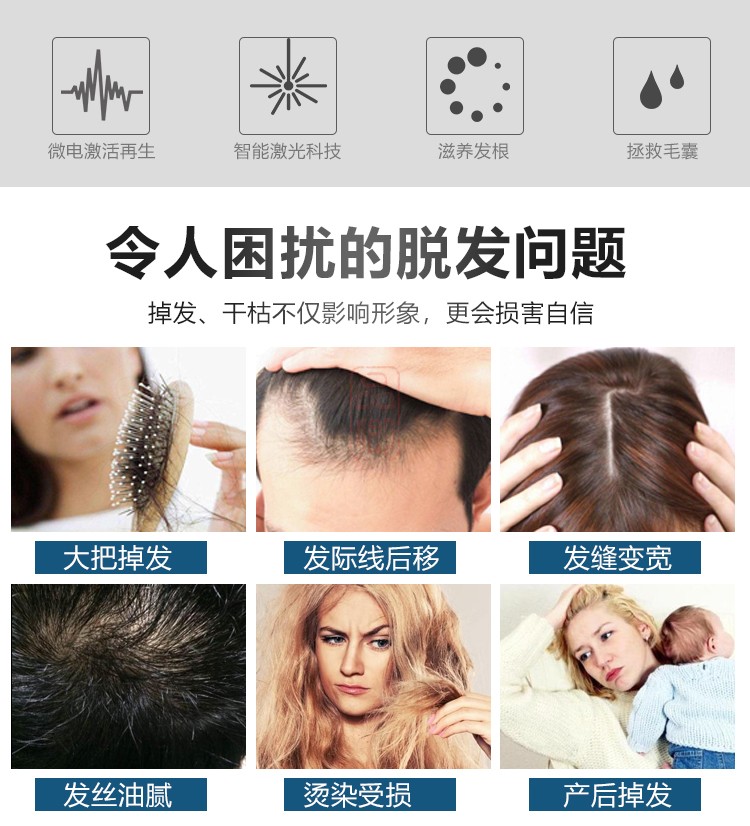 微电激活再生
智能激光科技
滋养发根
拯救毛囊
令人困扰的脱发问题
掉发、干枯不仅影响形象，更会损害自信
大把掉发
发际线后移
发缝变宽
发丝油腻
烫染受损
产后掉发